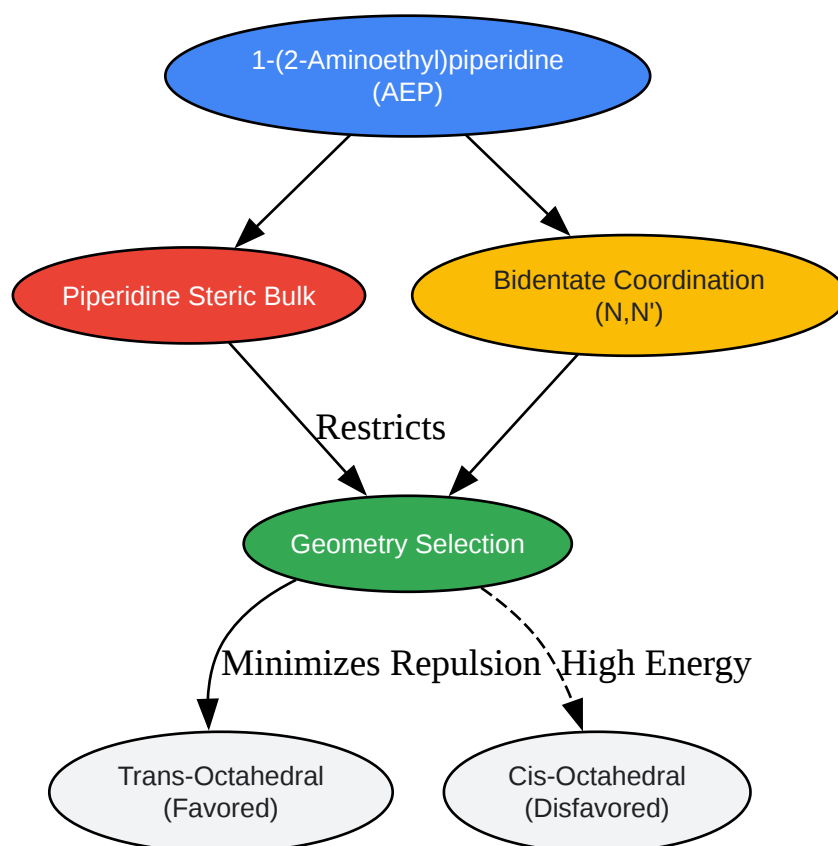 1-(2-Aminoethyl)piperidine
(AEP)
Piperidine Steric Bulk
Bidentate Coordination
(N,N')
Restricts
Geometry Selection
Minimizes Repulsion
High Energy
Trans-Octahedral
(Favored)
Cis-Octahedral
(Disfavored)